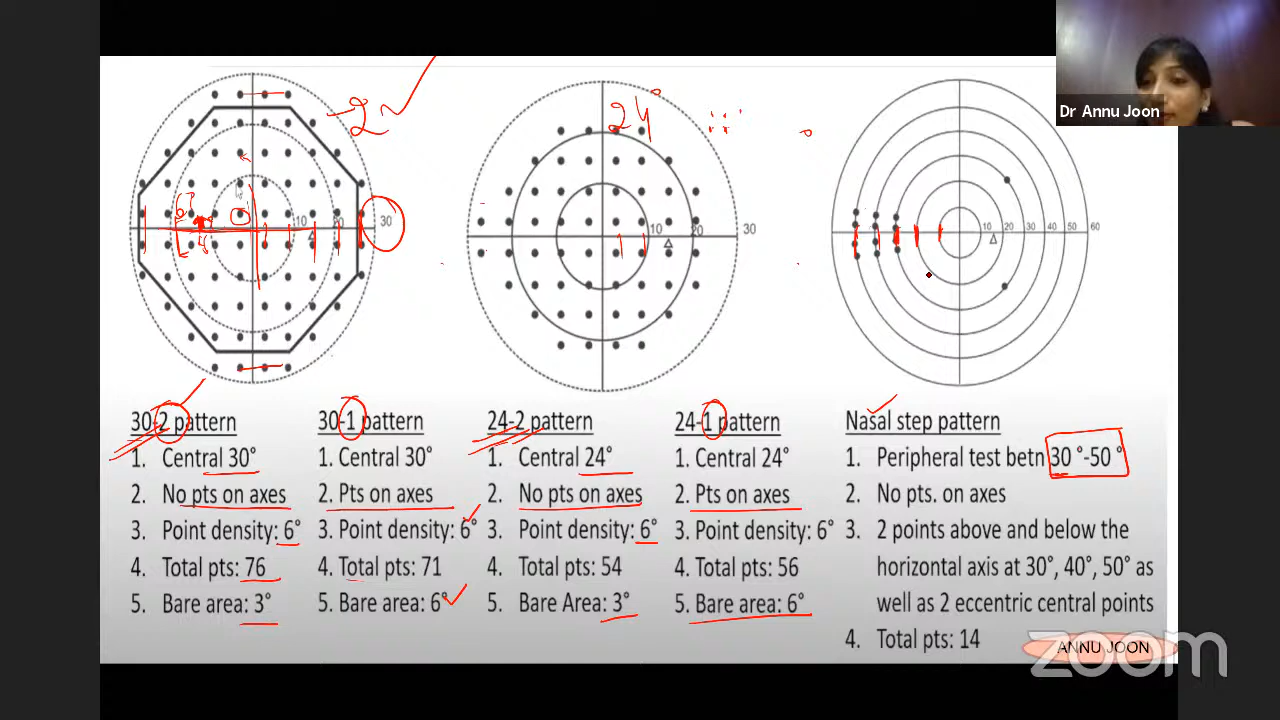 Dr Annu Joon
2
24°
10
30
10
20
30
10
20
30
40
50
60
30-2 pattern
1. Central 30°
2. No pts on axes
3. Point density: 6°
4. Total pts: 76
5. Bare area: 3°
30-1 pattern
1. Central 30°
2. Pts on axes
3. Point density: 6°
4. Total pts: 71
5. Bare area: 6°
24-2 pattern
1. Central 24°
2. No pts on axes
3. Point density: 6°
4. Total pts: 54
5. Bare Area: 3°
24-1 pattern
1. Central 24°
2. Pts on axes
3. Point density: 6°
4. Total pts: 56
5. Bare area: 6°
Nasal step pattern
1. Peripheral test betn 30 °-50 °
2. No pts. on axes
3. 2 points above and below the
horizontal axis at 30°, 40°, 50° as
well as 2 eccentric central points
4. Total pts: 14
ANNU JOON
zoom